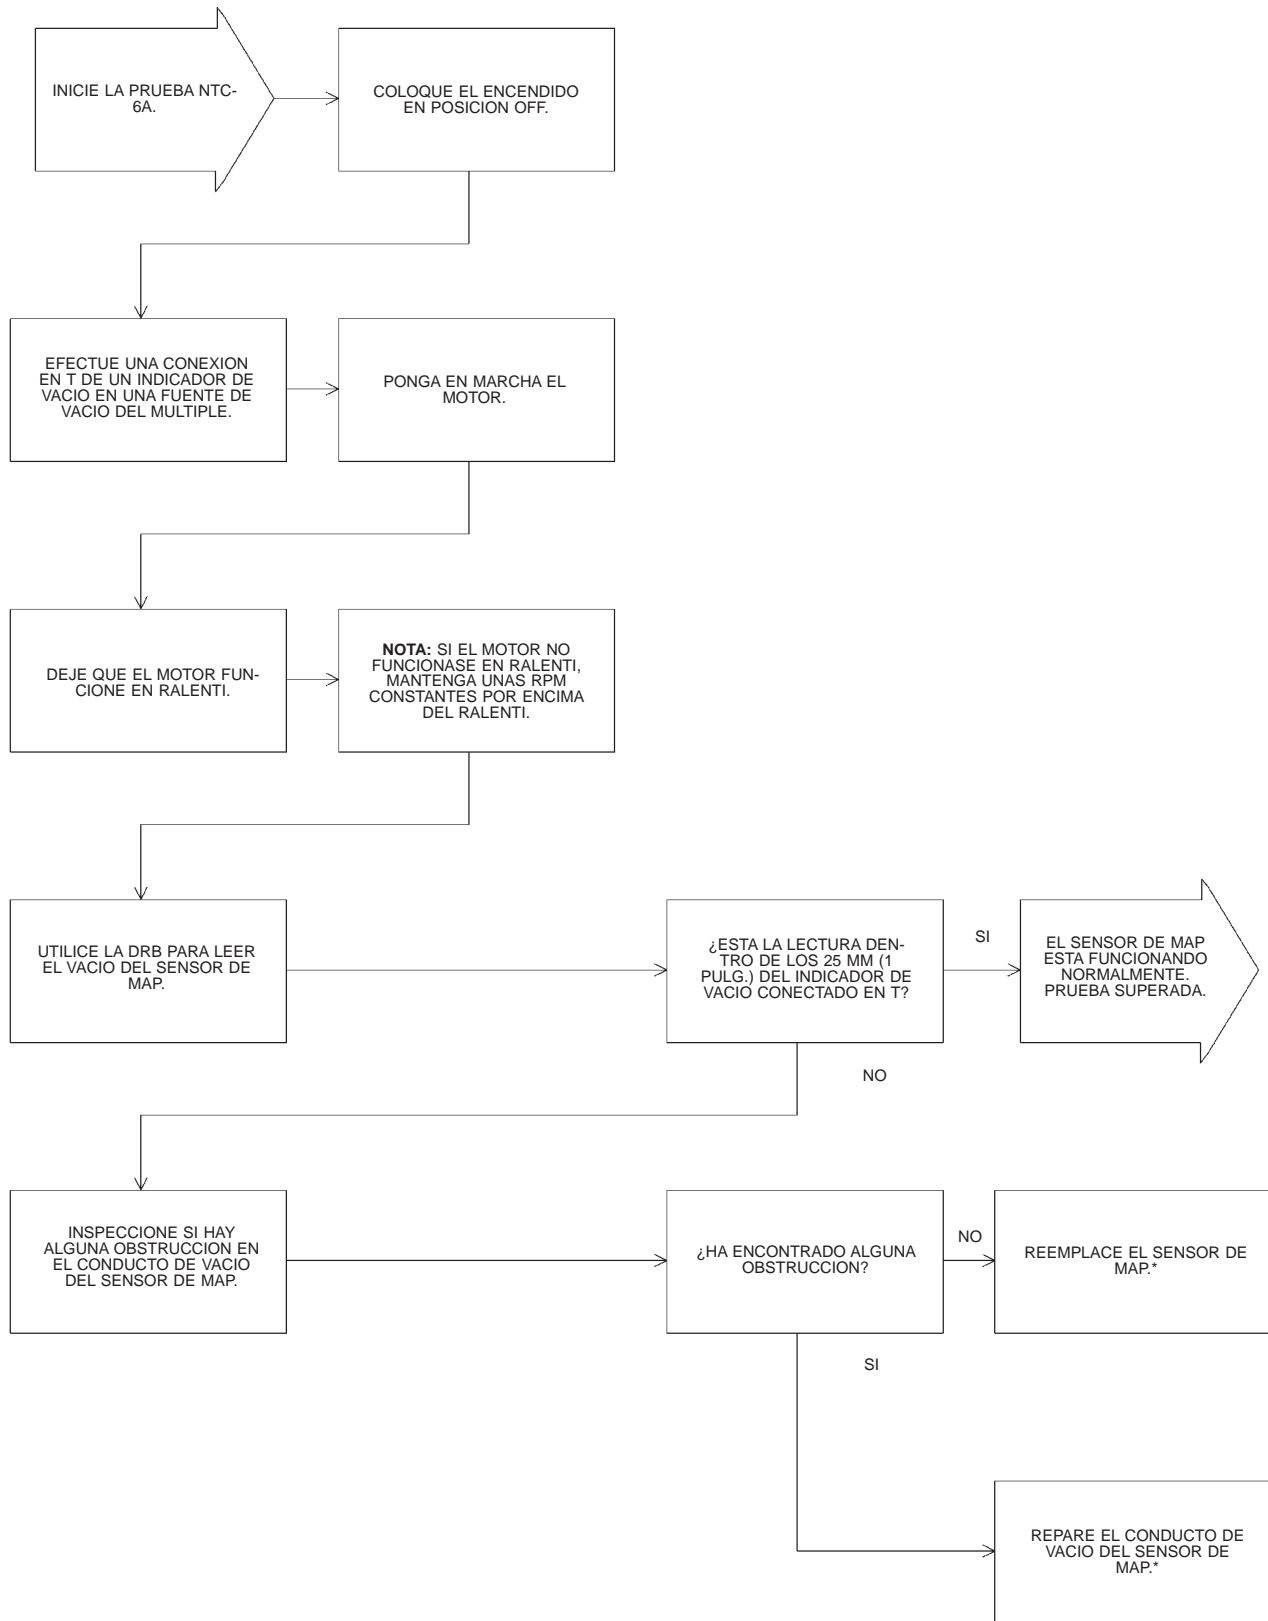 INICIE LA PRUEBA NTC-
6A.
COLOQUE EL ENCENDIDO
EN POSICION OFF.
EFECTUE UNA CONEXION
EN T DE UN INDICADOR DE
VACIO EN UNA FUENTE DE
VACIO DEL MULTIPLE.
PONGA EN MARCHA EL
MOTOR.
DEJE QUE EL MOTOR FUN-
CIONE EN RALENTI.
NOTA: SI EL MOTOR NO
FUNCIONASE EN RALENTI,
MANTENGA UNAS RPM
CONSTANTES POR ENCIMA
DEL RALENTI.
UTILICE LA DRB PARA LEER
EL VACIO DEL SENSOR DE
MAP.
¿ESTA LA LECTURA DEN-
TRO DE LOS 25 MM (1
PULG.) DEL INDICADOR DE
VACIO CONECTADO EN T?
SI
EL SENSOR DE MAP
ESTA FUNCIONANDO
NORMALMENTE.
PRUEBA SUPERADA.
NO
INSPECCIONE SI HAY
ALGUNA OBSTRUCCION EN
EL CONDUCTO DE VACIO
DEL SENSOR DE MAP.
¿HA ENCONTRADO ALGUNA
OBSTRUCCION?
NO
REEMPLACE EL SENSOR DE
MAP.*
SI
REPARE EL CONDUCTO DE
VACIO DEL SENSOR DE
MAP.*